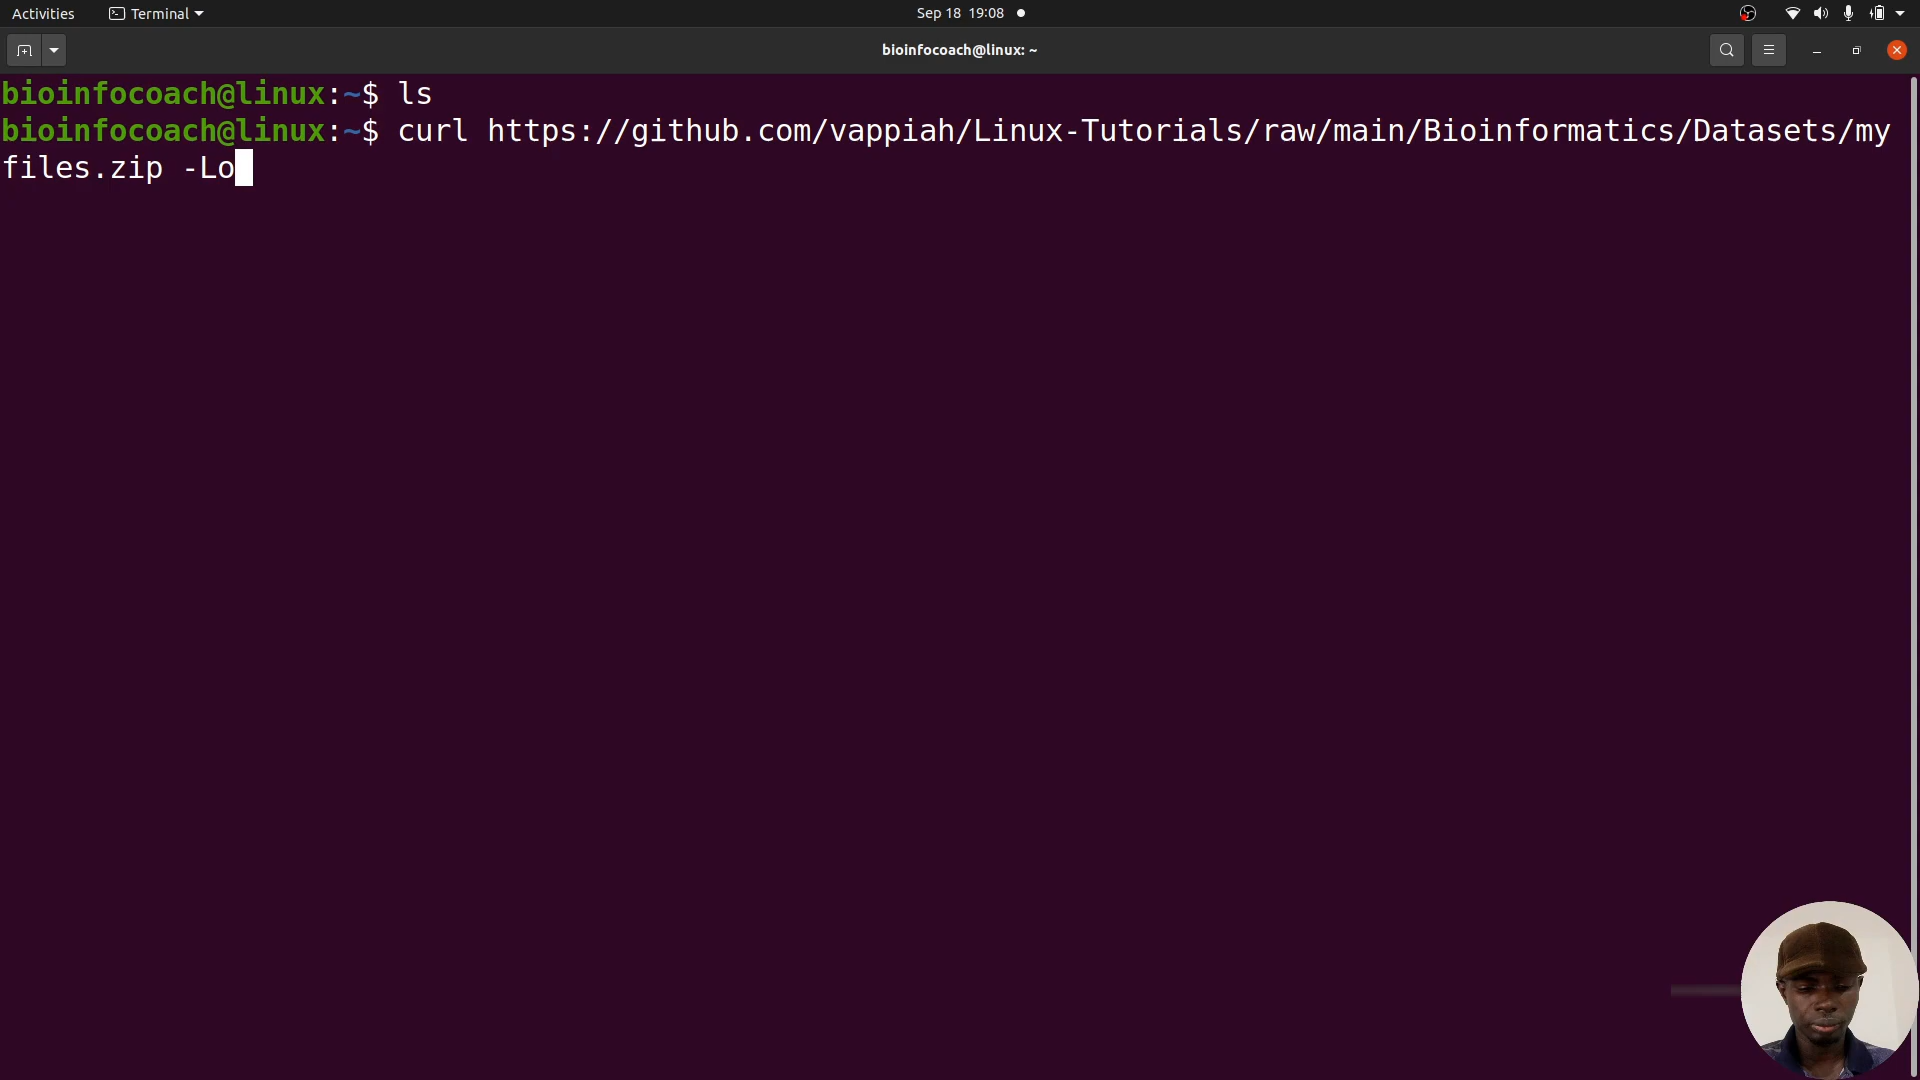 Activities Terminal Sep 18 19:08
bioinfocoach@linux: ~
bioinfocoach@linux:~$ ls
bioinfocoach@linux:~$ curl https://github.com/vappiah/Linux-Tutorials/raw/main/Bioinformatics/Datasets/my
files.zip -Lo